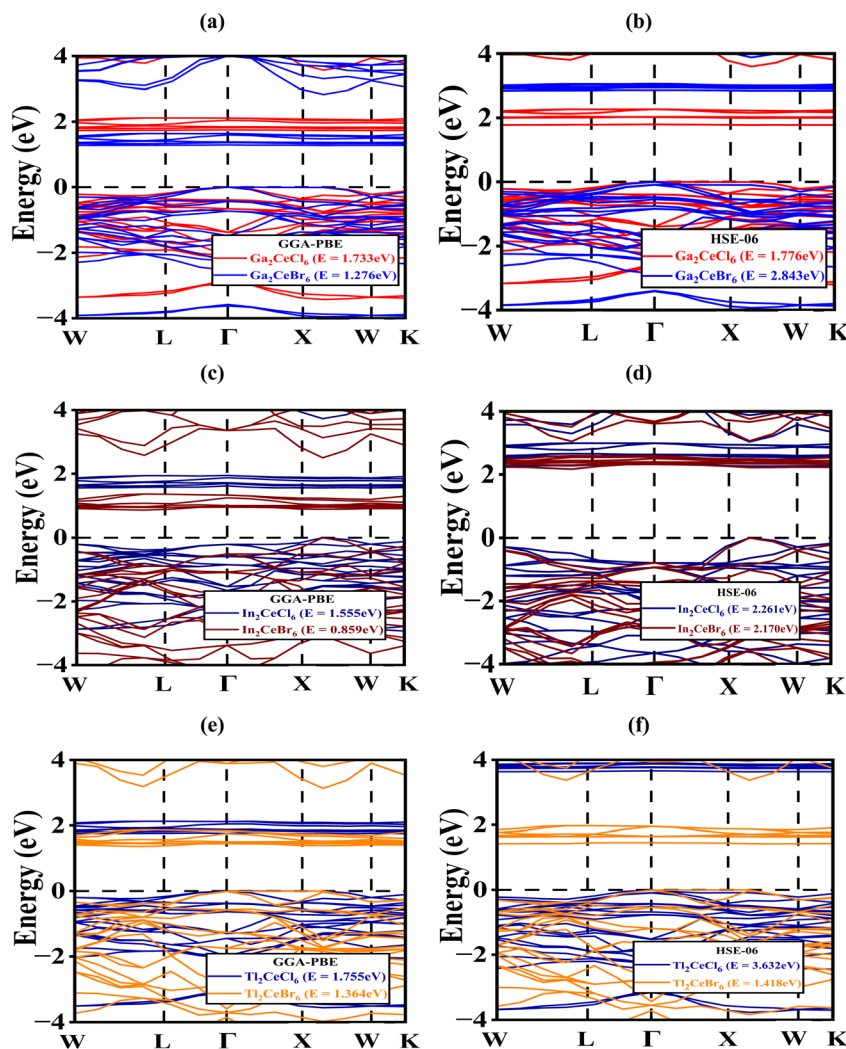 (a)
Energy (eV)
4
2
0
−2
−4
GGA-PBE
Ga₂CeCl₆ (E = 1.733eV)
Ga₂CeBr₆ (E = 1.276eV)
W L Γ X W K
(b)
Energy (eV)
4
2
0
−2
−4
HSE-06
Ga₂CeCl₆ (E = 1.776eV)
Ga₂CeBr₆ (E = 2.843eV)
W L Γ X W K
(c)
Energy (eV)
4
2
0
−2
−4
GGA-PBE
In₂CeCl₆ (E = 1.555eV)
In₂CeBr₆ (E = 0.859eV)
W L Γ X W K
(d)
Energy (eV)
4
2
0
−2
−4
HSE-06
In₂CeCl₆ (E = 2.261eV)
In₂CeBr₆ (E = 2.170eV)
W L Γ X W K
(e)
Energy (eV)
4
2
0
−2
−4
GGA-PBE
Tl₂CeCl₆ (E = 1.755eV)
Tl₂CeBr₆ (E = 1.364eV)
W L Γ X W K
(f)
Energy (eV)
4
2
0
−2
−4
HSE-06
Tl₂CeCl₆ (E = 3.632eV)
Tl₂CeBr₆ (E = 1.418eV)
W L Γ X W K